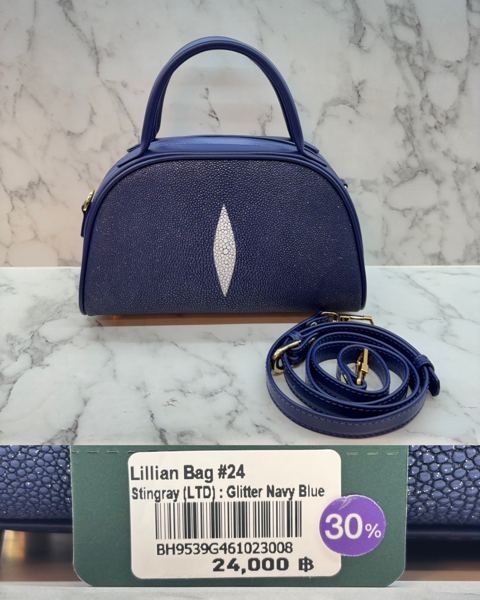 Lillian Bag #24
Stingray (LTD) : Glitter Navy Blue
30%
BH9539G461023008
24,000 ฿